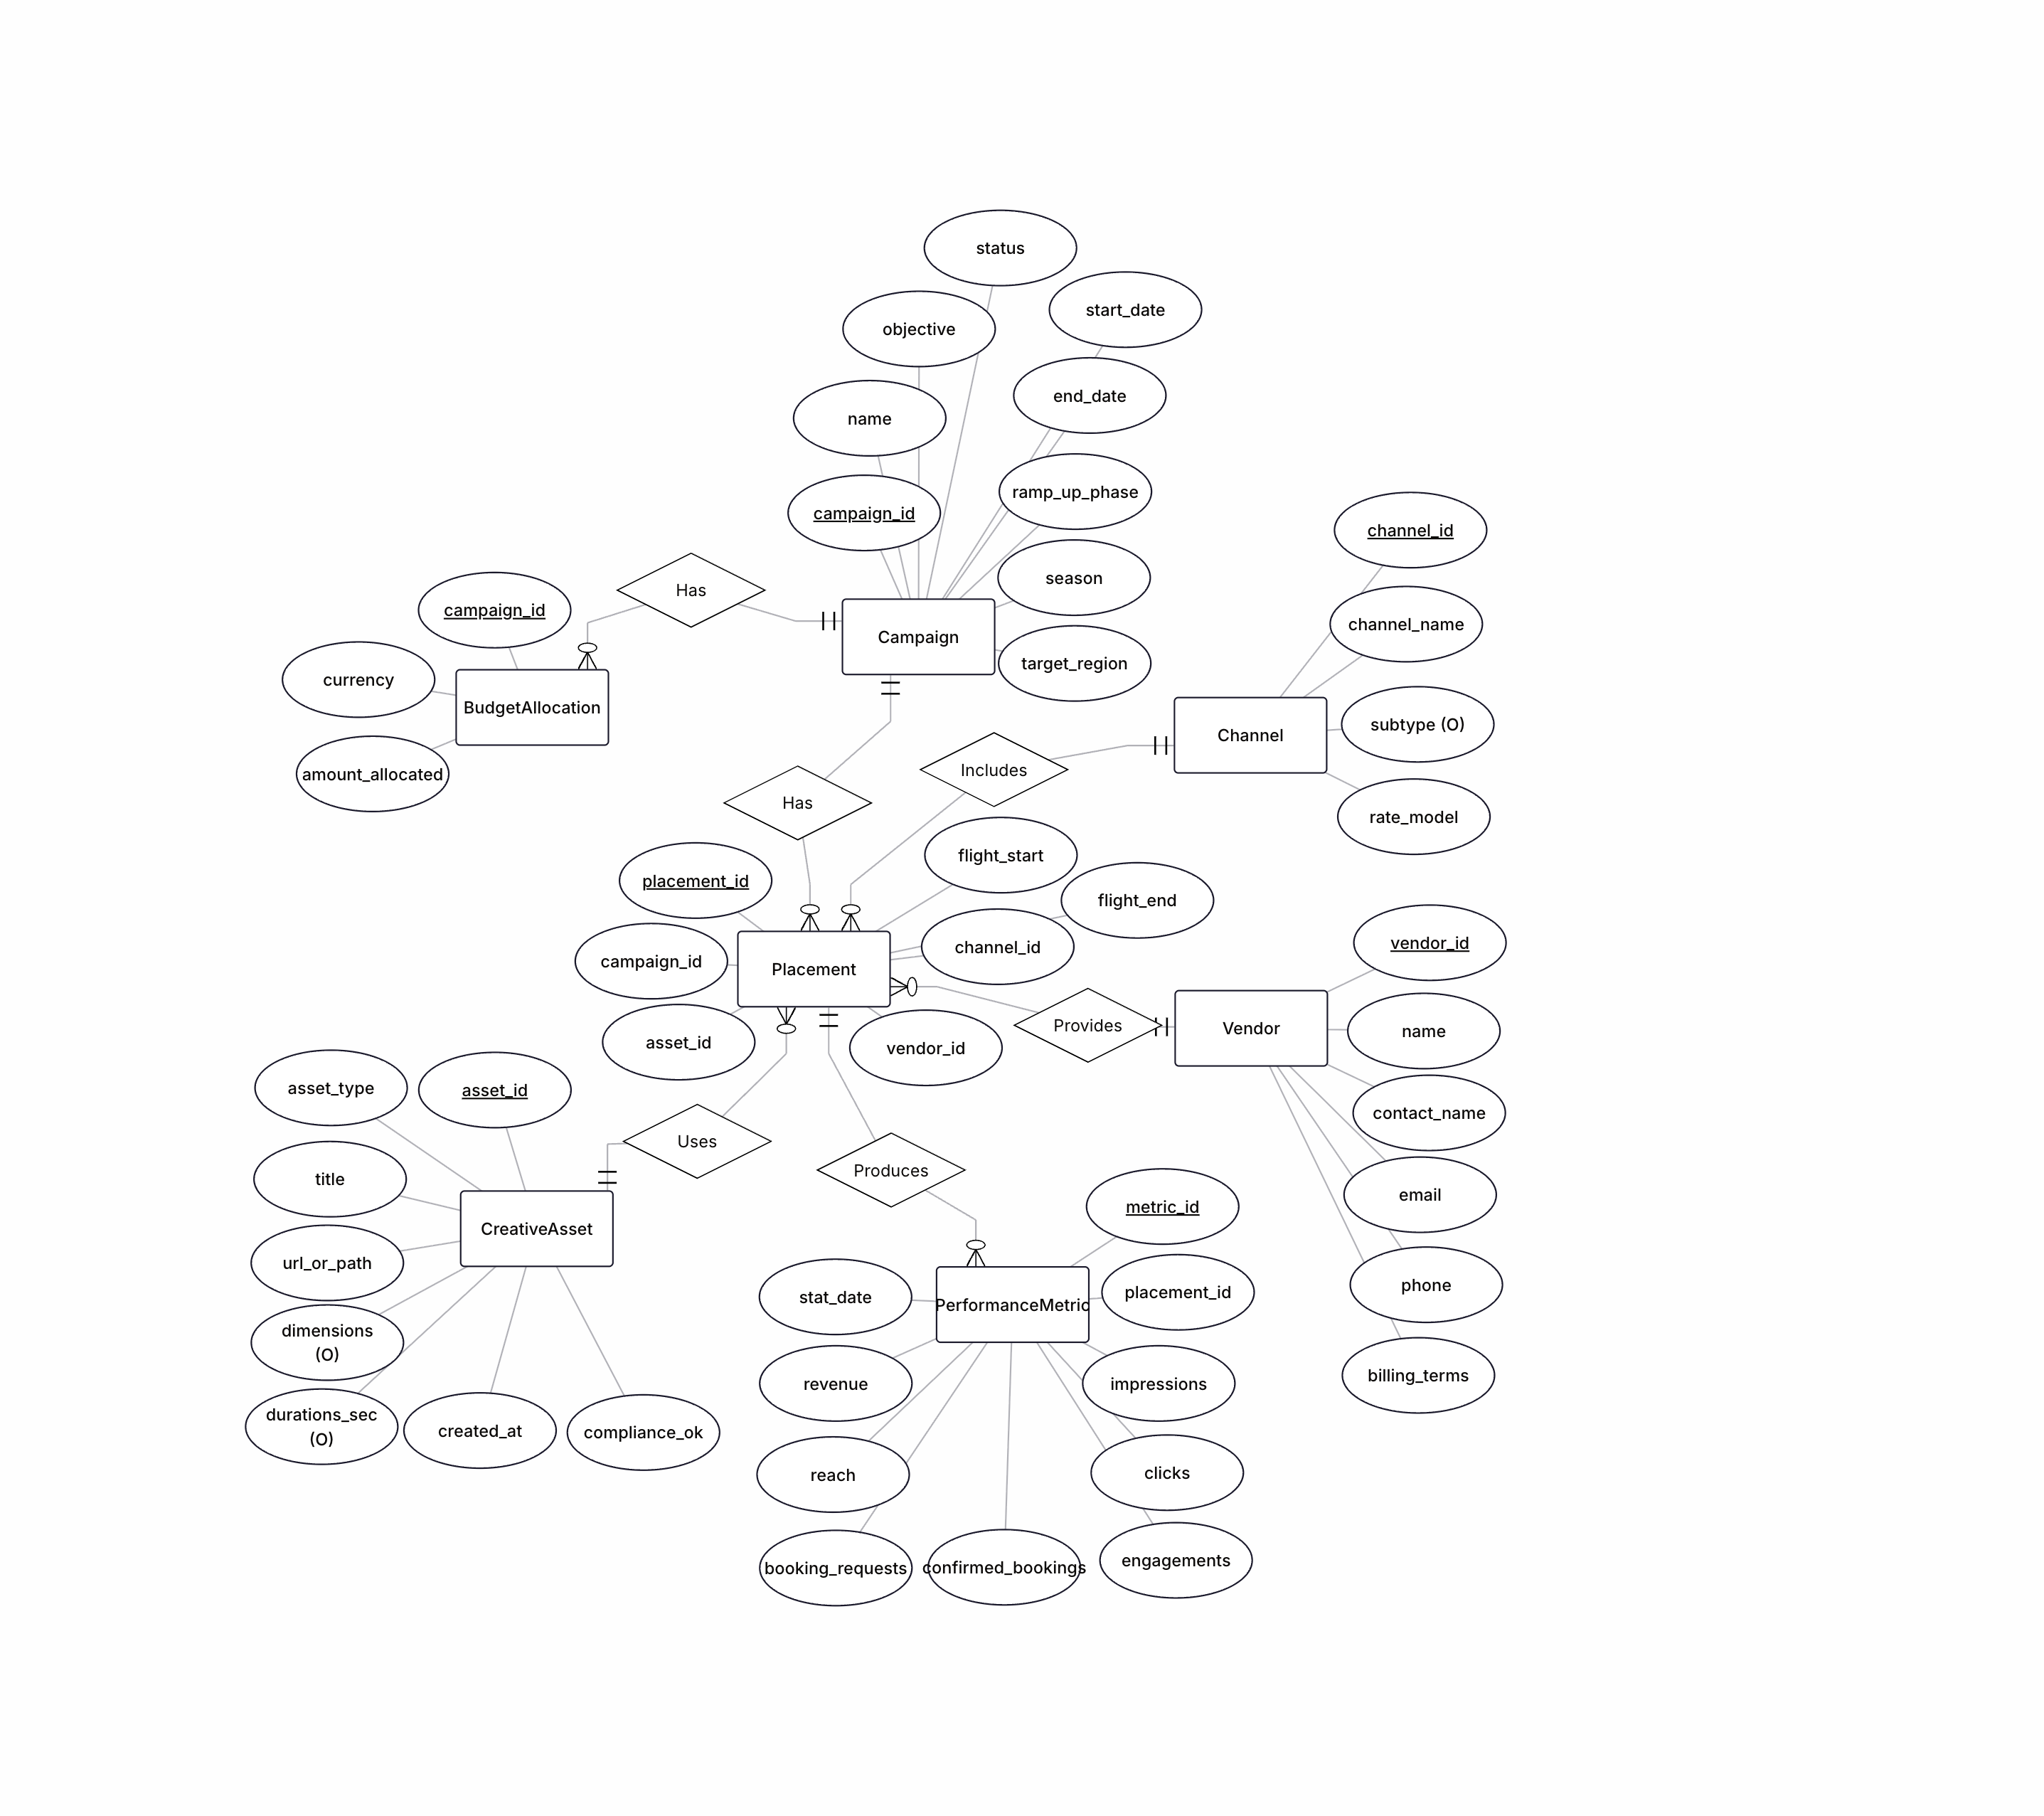 status
start_date
objective
end_date
name
ramp_up_phase
campaign_id
channel_id
season
Has
campaign_id
channel_name
Campaign
target_region
currency
BudgetAllocation
subtype (O)
Channel
amount_allocated
Includes
Has
rate_model
flight_start
placement_id
flight_end
vendor_id
channel_id
campaign_id
Placement
Provides
Vendor
name
asset_id
vendor_id
asset_type
asset_id
contact_name
Uses
Produces
title
email
metric_id
CreativeAsset
url_or_path
stat_date
PerformanceMetric
placement_id
phone
dimensions
(O)
revenue
impressions
billing_terms
durations_sec
(O)
created_at
compliance_ok
reach
clicks
booking_requests
confirmed_bookings
engagements